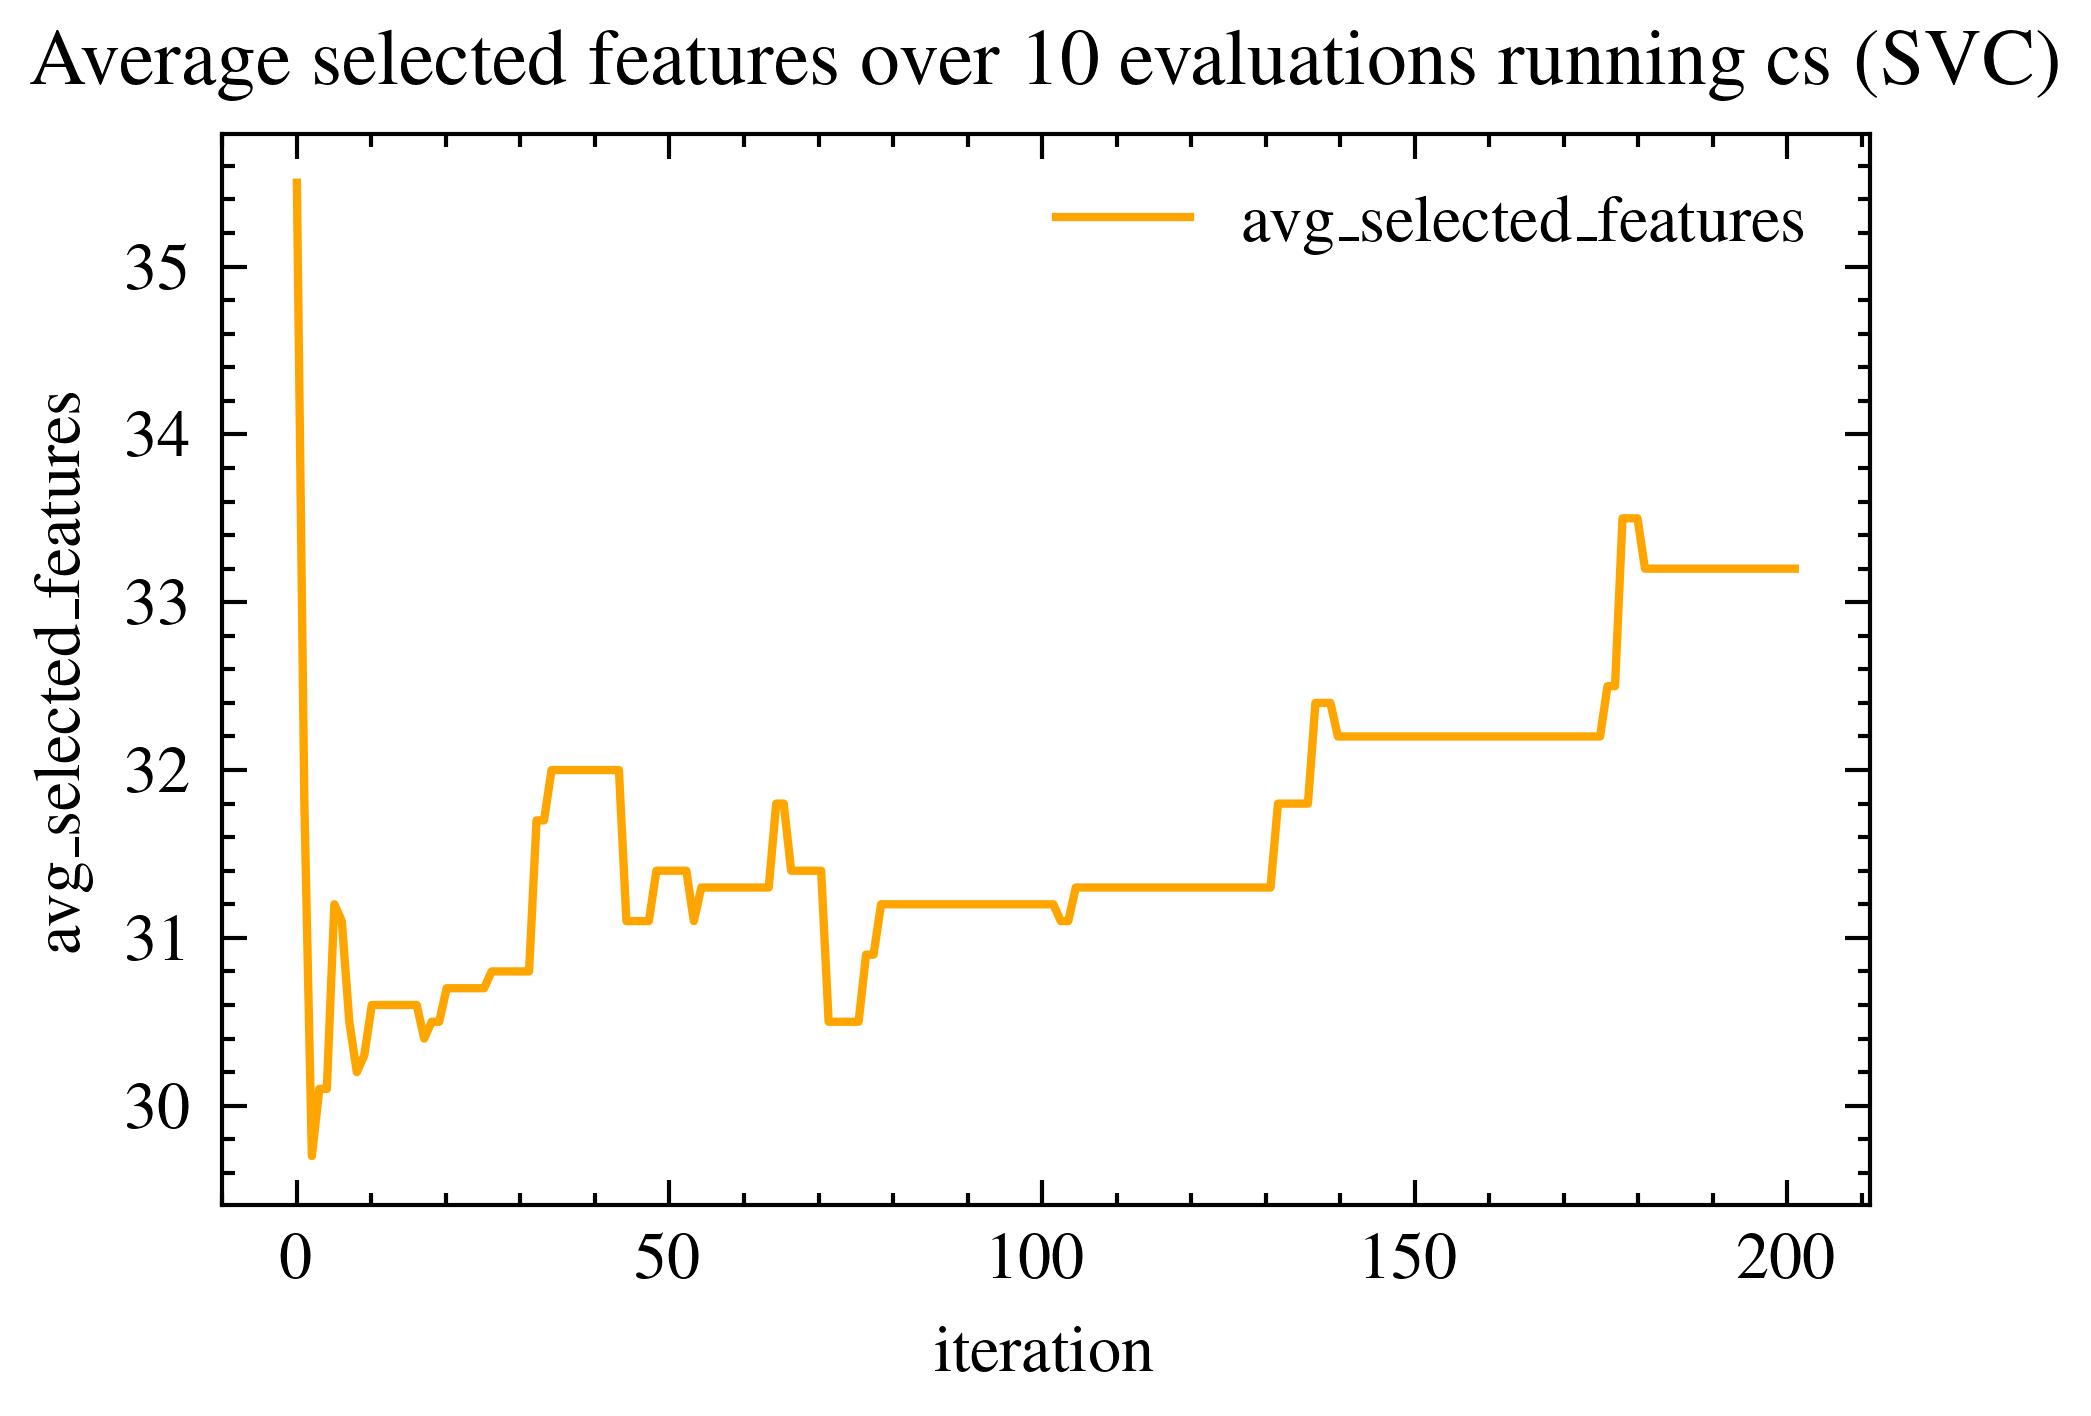 Average selected features over 10 evaluations running cs (SVC)
avg_selected_features
35
34
33
32
31
30
avg_selected_features
0 50 100 150 200
iteration